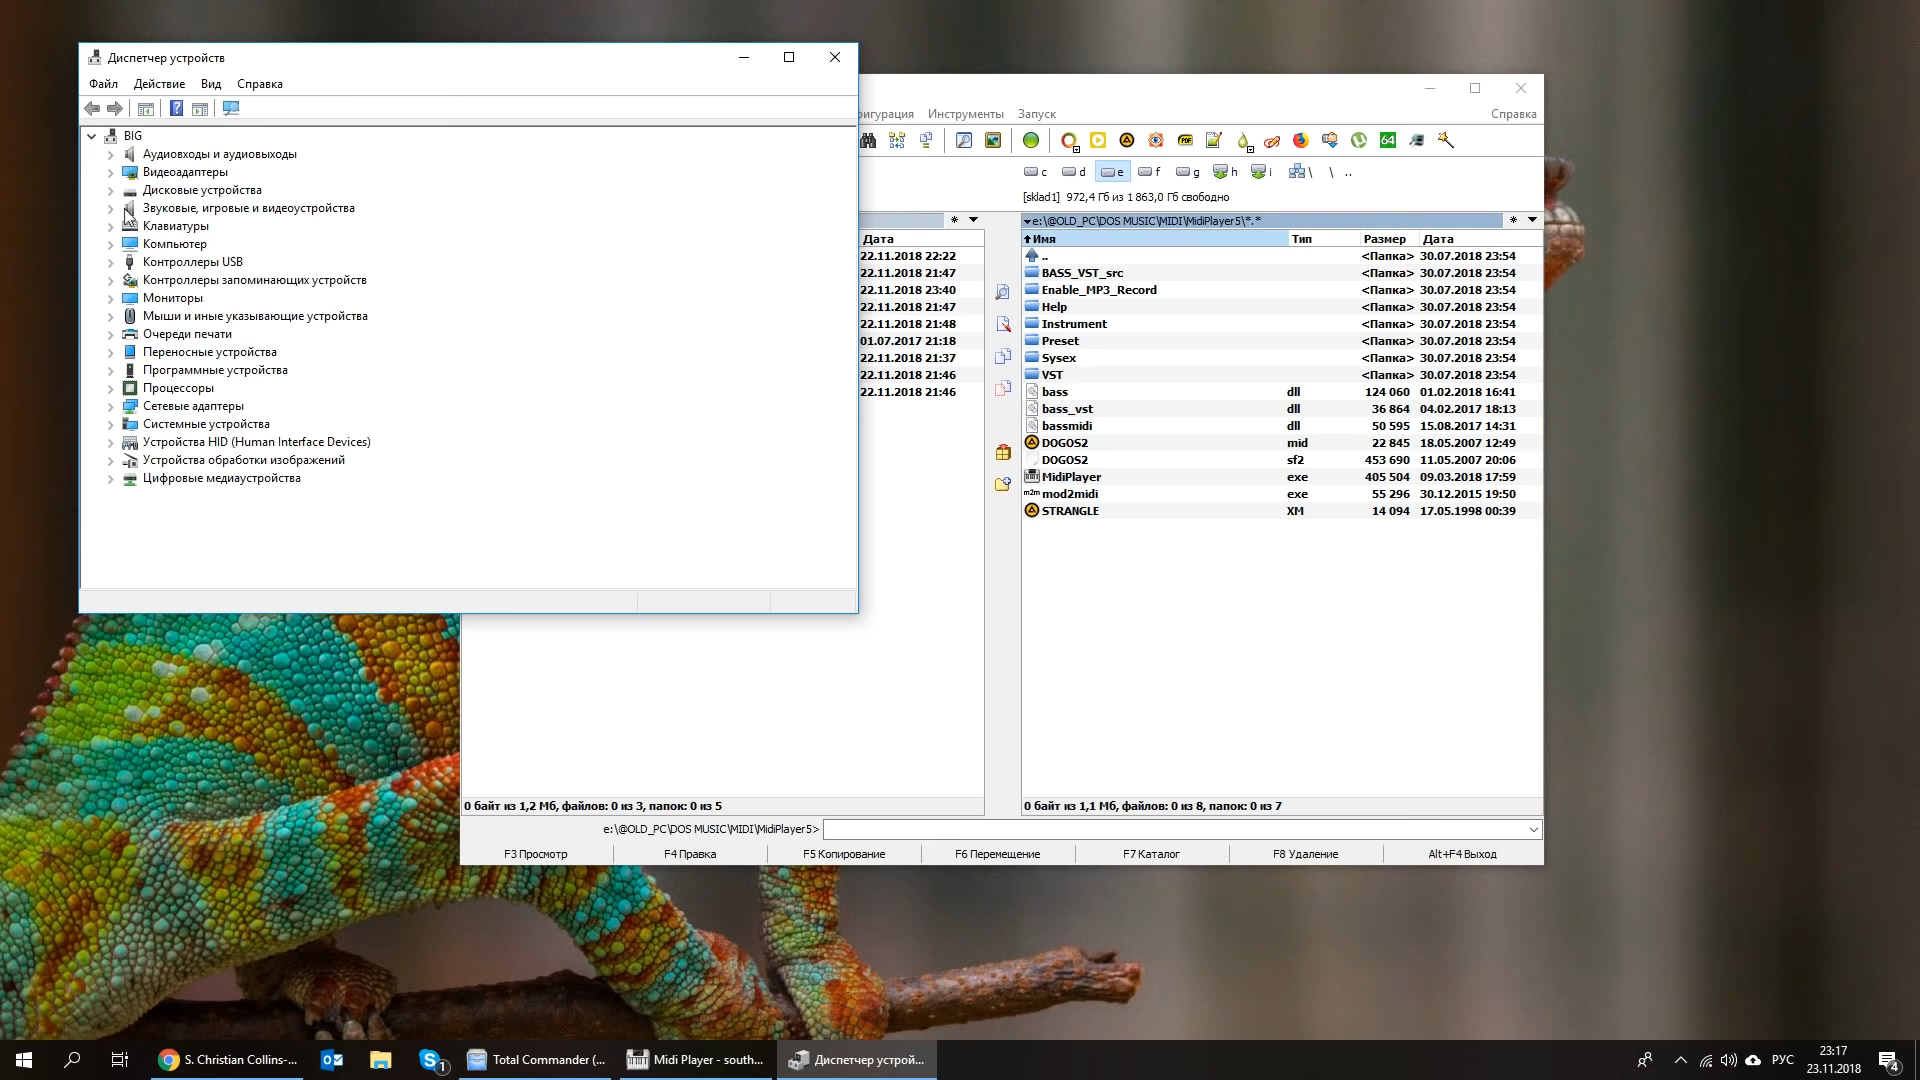 Диспетчер устройств
Файл Действие Вид Справка
BIG
Аудиовходы и аудиовыходы
Видеоадаптеры
Дисковые устройства
Звуковые, игровые и видеоустройства
Клавиатуры
Компьютер
Контроллеры USB
Контроллеры запоминающих устройств
Мониторы
Мыши и иные указывающие устройства
Очереди печати
Переносные устройства
Программные устройства
Процессоры
Сетевые адаптеры
Системные устройства
Устройства HID (Human Interface Devices)
Устройства обработки изображений
Цифровые медиаустройства
фигурация Инструменты Запуск Справка
PDF 64
c d e f g h i \ \ ..
[sklad1] 972,4 Гб из 1 863,0 Гб свободно
* e:\@OLD_PC\DOS MUSIC\MIDI\MidiPlayer5\*.* *
Дата
22.11.2018 22:22
22.11.2018 21:47
22.11.2018 23:40
22.11.2018 21:47
22.11.2018 21:48
01.07.2017 21:18
22.11.2018 21:37
22.11.2018 21:46
22.11.2018 21:46
Имя Тип Размер Дата
.. <Папка> 30.07.2018 23:54
BASS_VST_src <Папка> 30.07.2018 23:54
Enable_MP3_Record <Папка> 30.07.2018 23:54
Help <Папка> 30.07.2018 23:54
Instrument <Папка> 30.07.2018 23:54
Preset <Папка> 30.07.2018 23:54
Sysex <Папка> 30.07.2018 23:54
VST <Папка> 30.07.2018 23:54
bass dll 124 060 01.02.2018 16:41
bass_vst dll 36 864 04.02.2017 18:13
bassmidi dll 50 595 15.08.2017 14:31
DOGOS2 mid 22 845 18.05.2007 12:49
DOGOS2 sf2 453 690 11.05.2007 20:06
MidiPlayer exe 405 504 09.03.2018 17:59
m2m mod2midi exe 55 296 30.12.2015 19:50
STRANGLE XM 14 094 17.05.1998 00:39
0 байт из 1,2 Мб, файлов: 0 из 3, папок: 0 из 5
0 байт из 1,1 Мб, файлов: 0 из 8, папок: 0 из 7
e:\@OLD_PC\DOS MUSIC\MIDI\MidiPlayer5>
F3 Просмотр F4 Правка F5 Копирование F6 Перемещение F7 Каталог F8 Удаление Alt+F4 Выход
S. Christian Collins-... 1 Total Commander (... Midi Player - south... Диспетчер устрой... РУС 23:17
23.11.2018 4